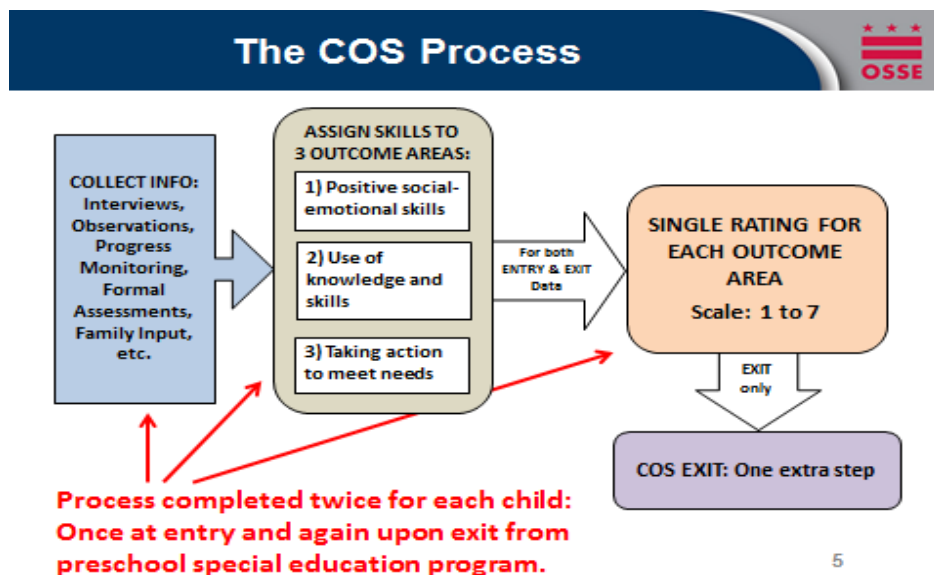 The COS Process
OSSE
COLLECT INFO:
Interviews,
Observations,
Progress
Monitoring,
Formal
Assessments,
Family Input,
etc.
ASSIGN SKILLS TO
3 OUTCOME AREAS:
1) Positive social-
emotional skills
2) Use of
knowledge and
skills
3) Taking action
to meet needs
For both
ENTRY & EXIT
Data
SINGLE RATING FOR
EACH OUTCOME
AREA
Scale: 1 to 7
EXIT
only
COS EXIT: One extra step
Process completed twice for each child:
Once at entry and again upon exit from
preschool special education program.
5